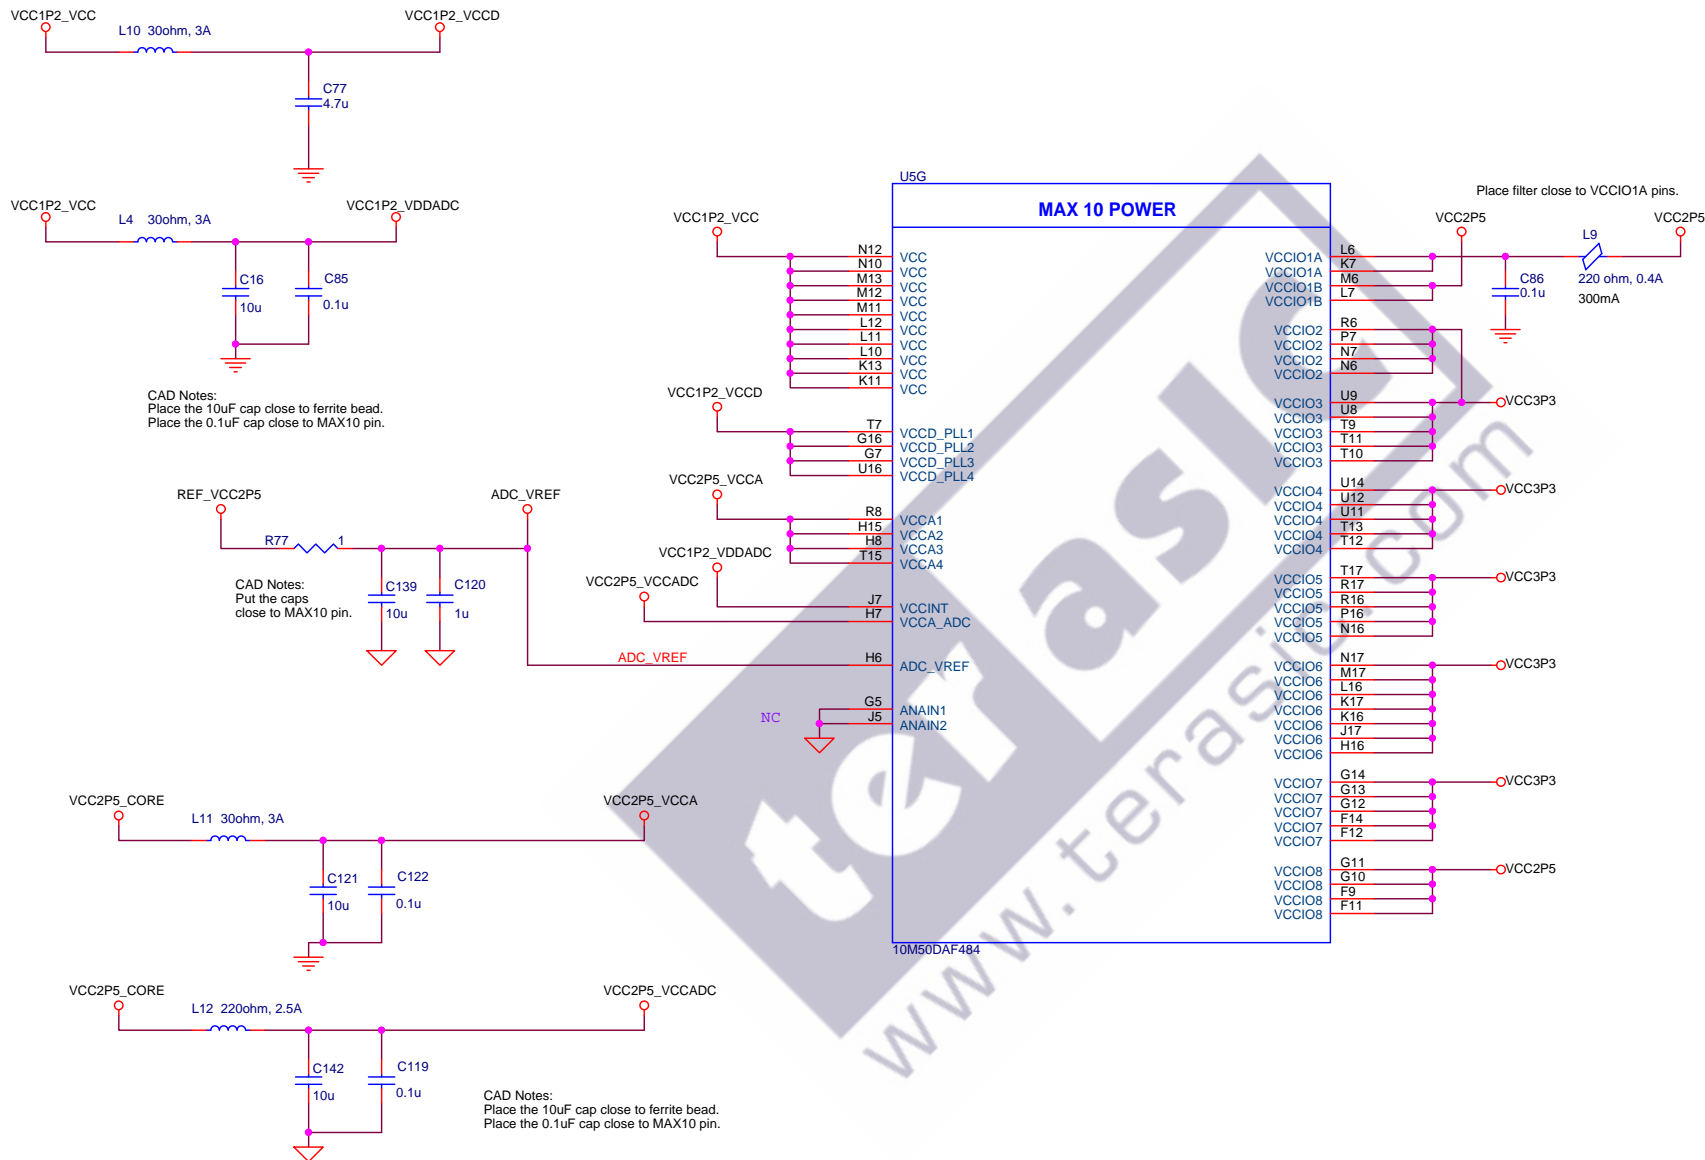 VCC1P2_VCC
VCC1P2_VCCD
L10 30ohm, 3A
C77
4.7u
VCC1P2_VCC
VCC1P2_VDDADC
L4 30ohm, 3A
C16
10u
C85
0.1u
CAD Notes:
Place the 10uF cap close to ferrite bead.
Place the 0.1uF cap close to MAX10 pin.
REF_VCC2P5
ADC_VREF
R77
1
C139
10u
C120
1u
CAD Notes:
Put the caps
close to MAX10 pin.
ADC_VREF
VCC2P5_CORE
VCC2P5_VCCA
L11 30ohm, 3A
C121
10u
C122
0.1u
VCC2P5_CORE
VCC2P5_VCCADC
L12 220ohm, 2.5A
C142
10u
C119
0.1u
CAD Notes:
Place the 10uF cap close to ferrite bead.
Place the 0.1uF cap close to MAX10 pin.
U5G
MAX 10 POWER
VCC1P2_VCC
N12 VCC
N10 VCC
M13 VCC
M12 VCC
M11 VCC
L12 VCC
L11 VCC
L10 VCC
K13 VCC
K11 VCC
VCC1P2_VCCD
T7 VCCD_PLL1
G16 VCCD_PLL2
G7 VCCD_PLL3
U16 VCCD_PLL4
VCC2P5_VCCA
R8 VCCA1
H15 VCCA2
H8 VCCA3
T15 VCCA4
VCC1P2_VDDADC
VCC2P5_VCCADC
J7 VCCINT
H7 VCCA_ADC
H6 ADC_VREF
NC
G5 ANAIN1
J5 ANAIN2
VCCIO1A L6
VCCIO1A K7
VCCIO1B M6
VCCIO1B L7
VCCIO2 R6
VCCIO2 P7
VCCIO2 N7
VCCIO2 N6
VCCIO3 U9
VCCIO3 U8
VCCIO3 T9
VCCIO3 T11
VCCIO3 T10
VCC3P3
VCCIO4 U14
VCCIO4 U12
VCCIO4 U11
VCCIO4 T13
VCCIO4 T12
VCC3P3
VCCIO5 T17
VCCIO5 R17
VCCIO5 R16
VCCIO5 P16
VCCIO5 N16
VCC3P3
VCCIO6 N17
VCCIO6 M17
VCCIO6 L16
VCCIO6 K17
VCCIO6 K16
VCCIO6 J17
VCCIO6 H16
VCC3P3
VCCIO7 G14
VCCIO7 G13
VCCIO7 G12
VCCIO7 F14
VCCIO7 F12
VCC3P3
VCCIO8 G11
VCCIO8 G10
VCCIO8 F9
VCCIO8 F11
VCC2P5
10M50DAF484
Place filter close to VCCIO1A pins.
VCC2P5
VCC2P5
L9
220 ohm, 0.4A
300mA
C86
0.1u
terasic
www.terasic.com